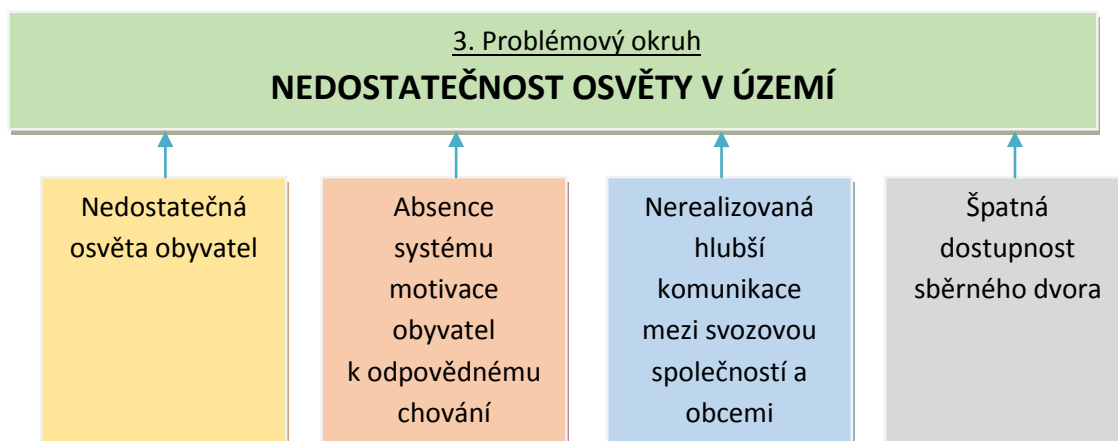 3. Problémový okruh
NEDOSTATEČNOST OSVĚTY V ÚZEMÍ
Nedostatečná
osvěta obyvatel
Absence
systému
motivace
obyvatel
k odpovědnému
chování
Nerealizovaná
hlubší
komunikace
mezi svozovou
společností a
obcemi
Špatná
dostupnost
sběrného dvora